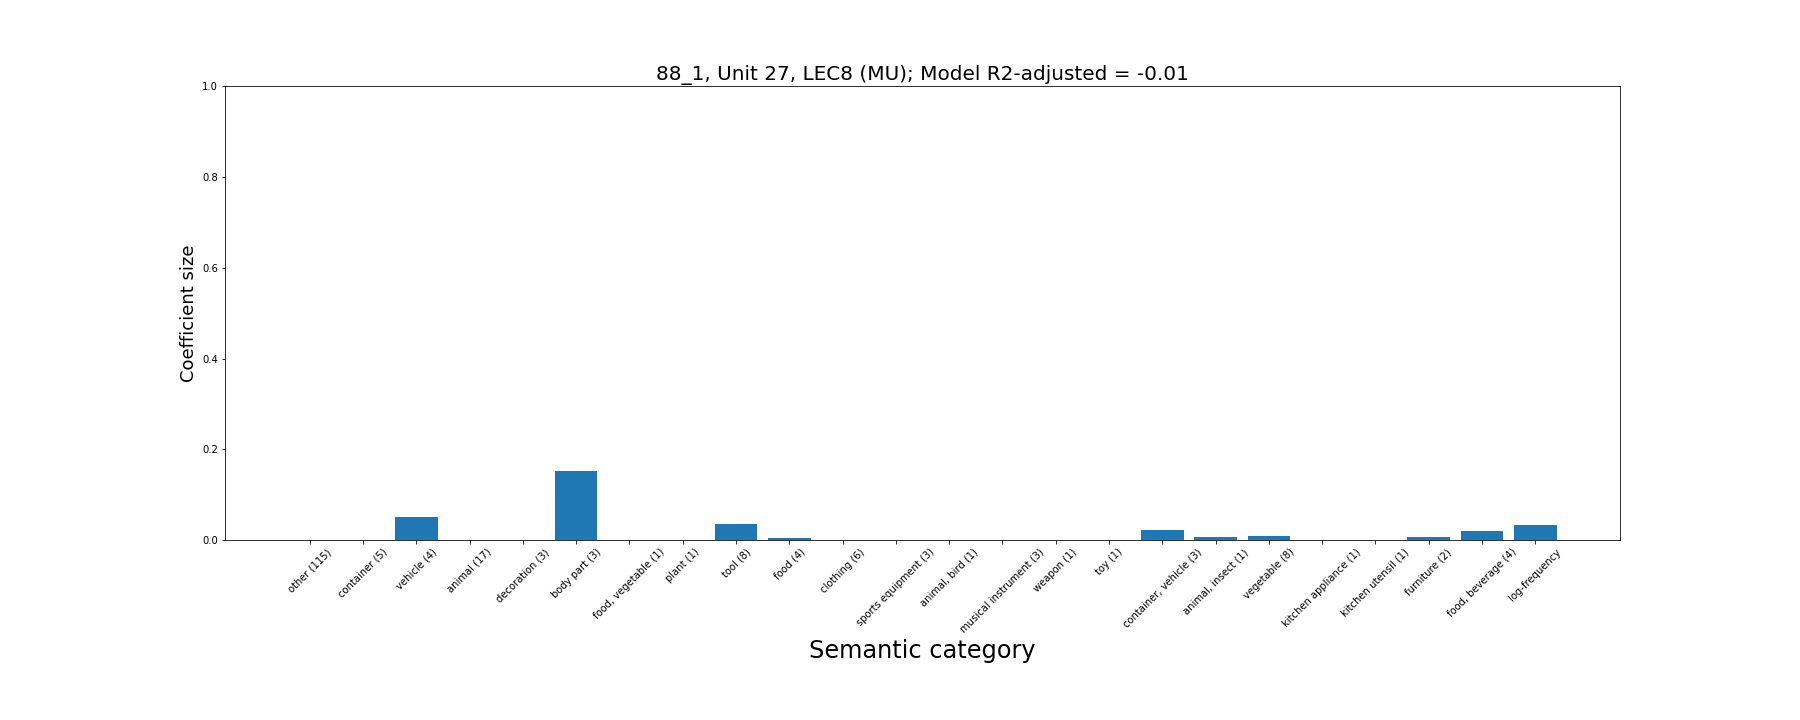 88_1, Unit 27, LEC8 (MU); Model R2-adjusted = -0.01
1.0
0.8
0.6
0.4
0.2
0.0
Coefficient size
other (115)
container (5)
vehicle (4)
animal (17)
decoration (3)
body part (3)
food, vegetable (1)
plant (1)
tool (8)
food (4)
clothing (6)
sports equipment (3)
animal, bird (1)
musical instrument (3)
weapon (1)
toy (1)
container, vehicle (3)
animal, insect (1)
vegetable (8)
kitchen appliance (1)
kitchen utensil (1)
furniture (2)
food, beverage (4)
log-frequency
Semantic category